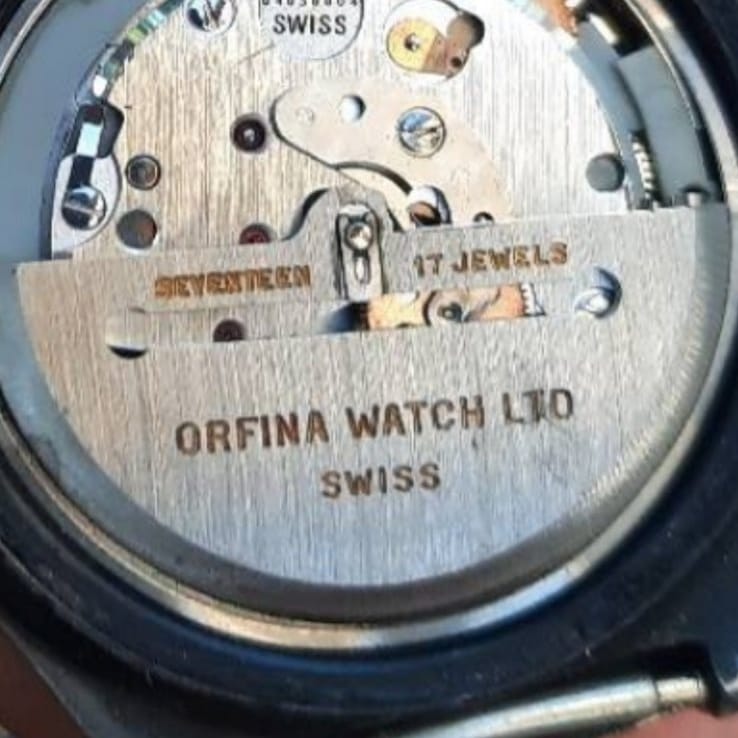 SWISS
SEVENTEEN 17 JEWELS
ORFINA WATCH LTD
SWISS